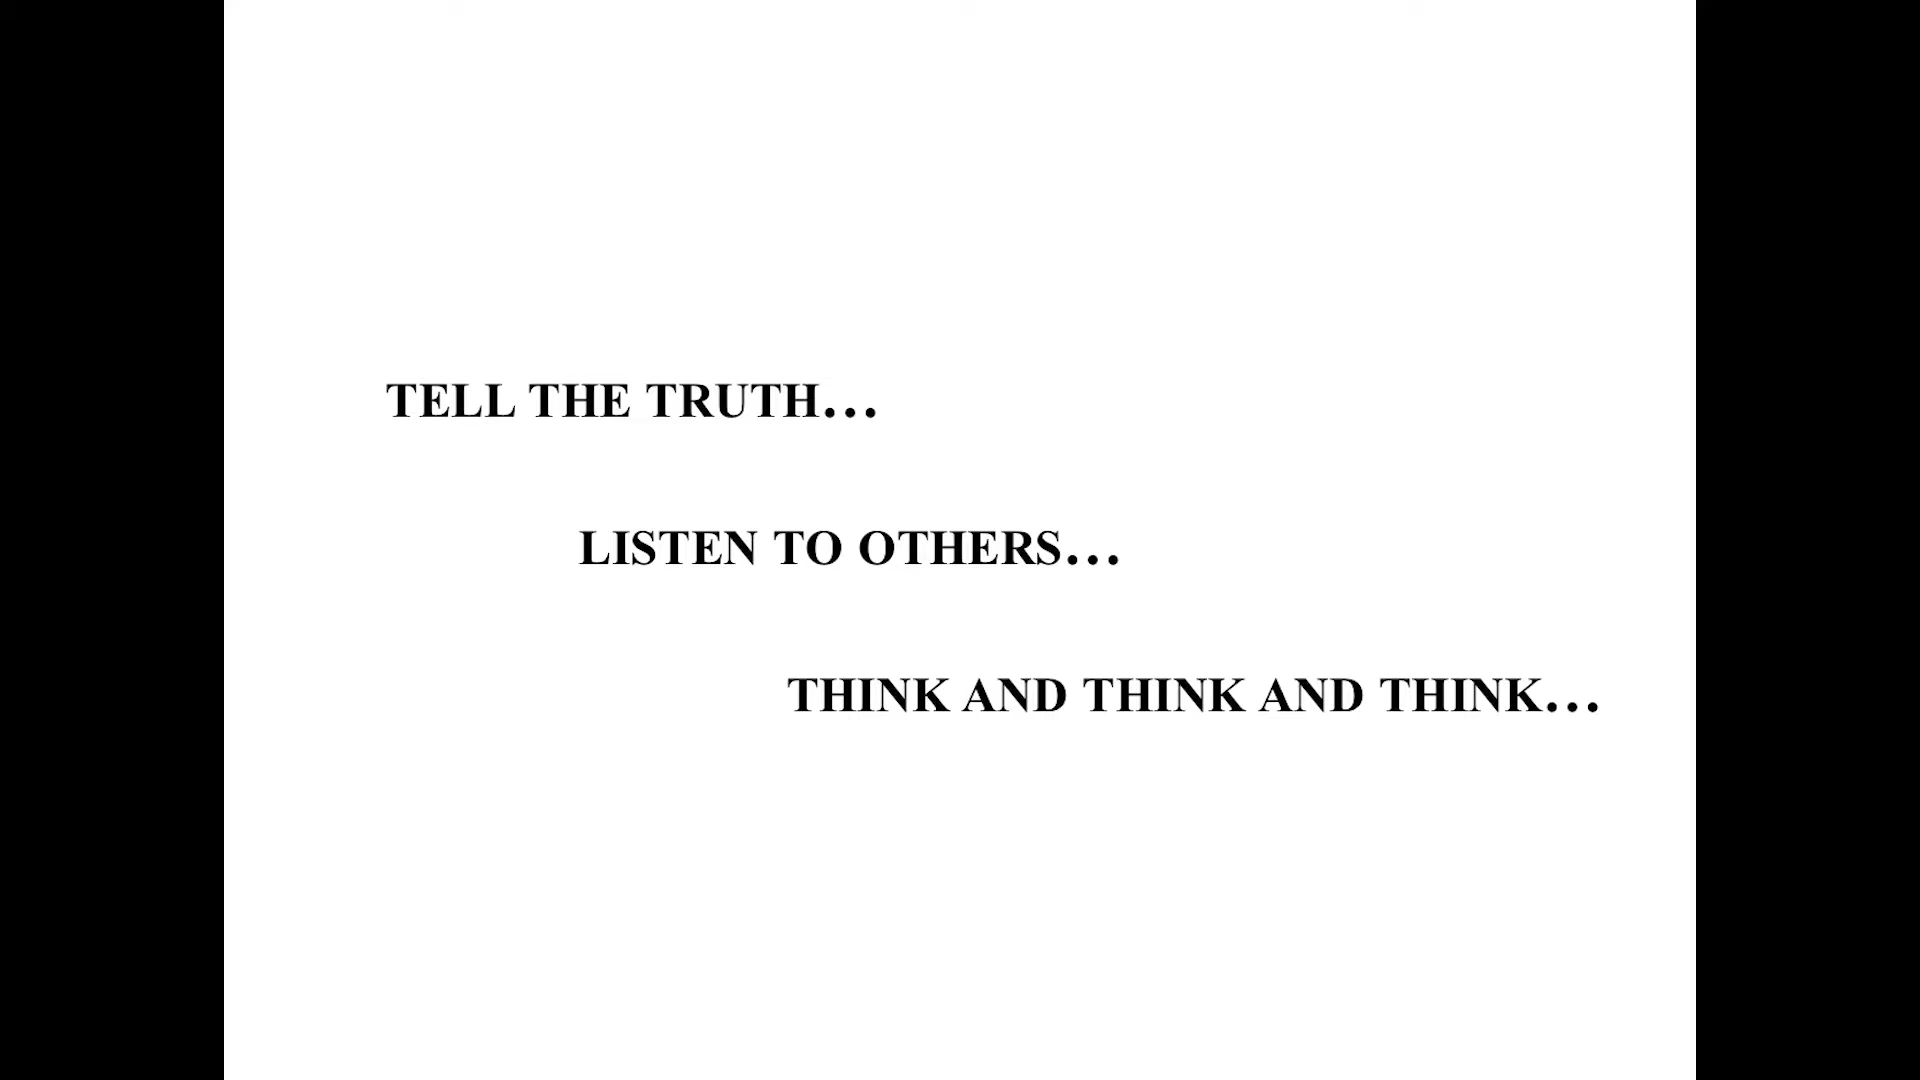 TELL THE TRUTH…
LISTEN TO OTHERS…
THINK AND THINK AND THINK…